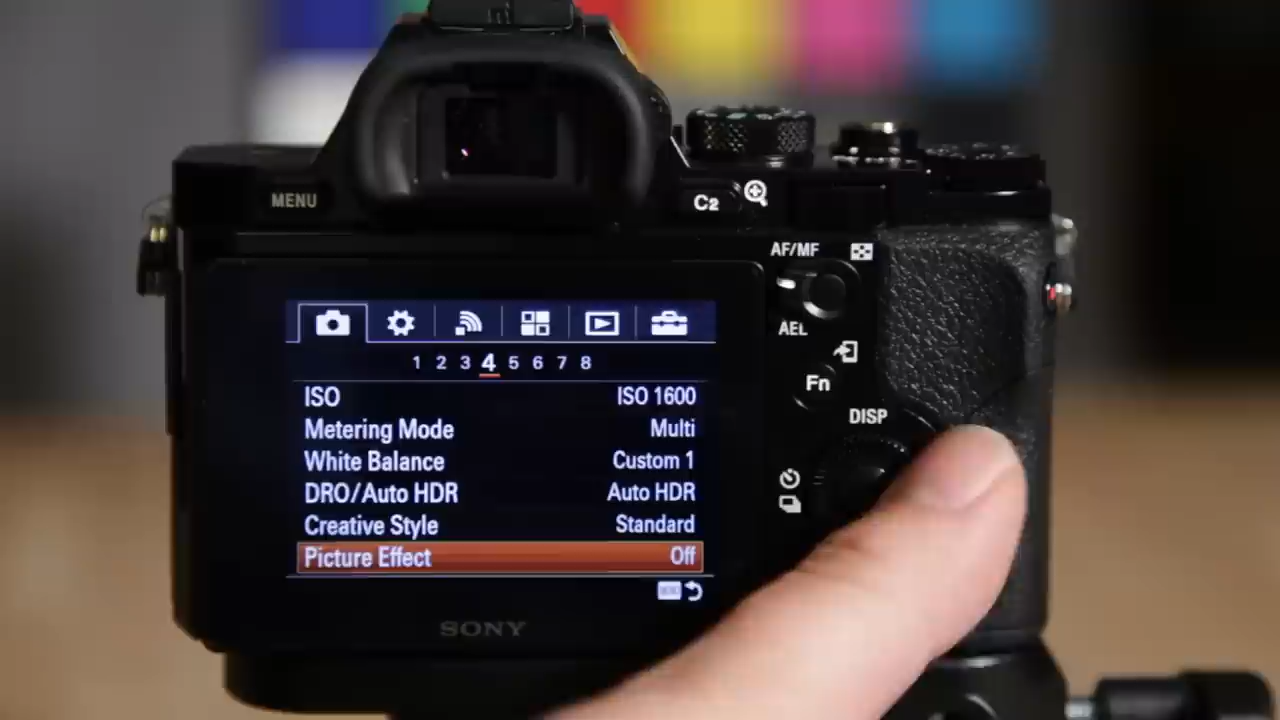 MENU
C2
AF/MF
AEL
Fn
DISP
1 2 3 4 5 6 7 8
ISO ISO 1600
Metering Mode Multi
White Balance Custom 1
DRO/Auto HDR Auto HDR
Creative Style Standard
Picture Effect Off
SONY